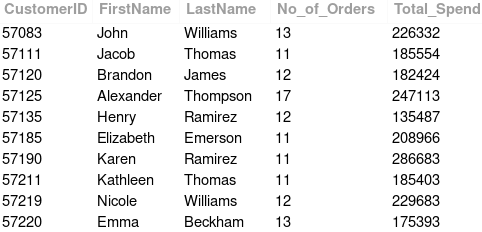 CustomerID FirstName LastName No_of_Orders Total_Spend
57083 John Williams 13 226332
57111 Jacob Thomas 11 185554
57120 Brandon James 12 182424
57125 Alexander Thompson 17 247113
57135 Henry Ramirez 12 135487
57185 Elizabeth Emerson 11 208966
57190 Karen Ramirez 11 286683
57211 Kathleen Thomas 11 185403
57219 Nicole Williams 12 229683
57220 Emma Beckham 13 175393